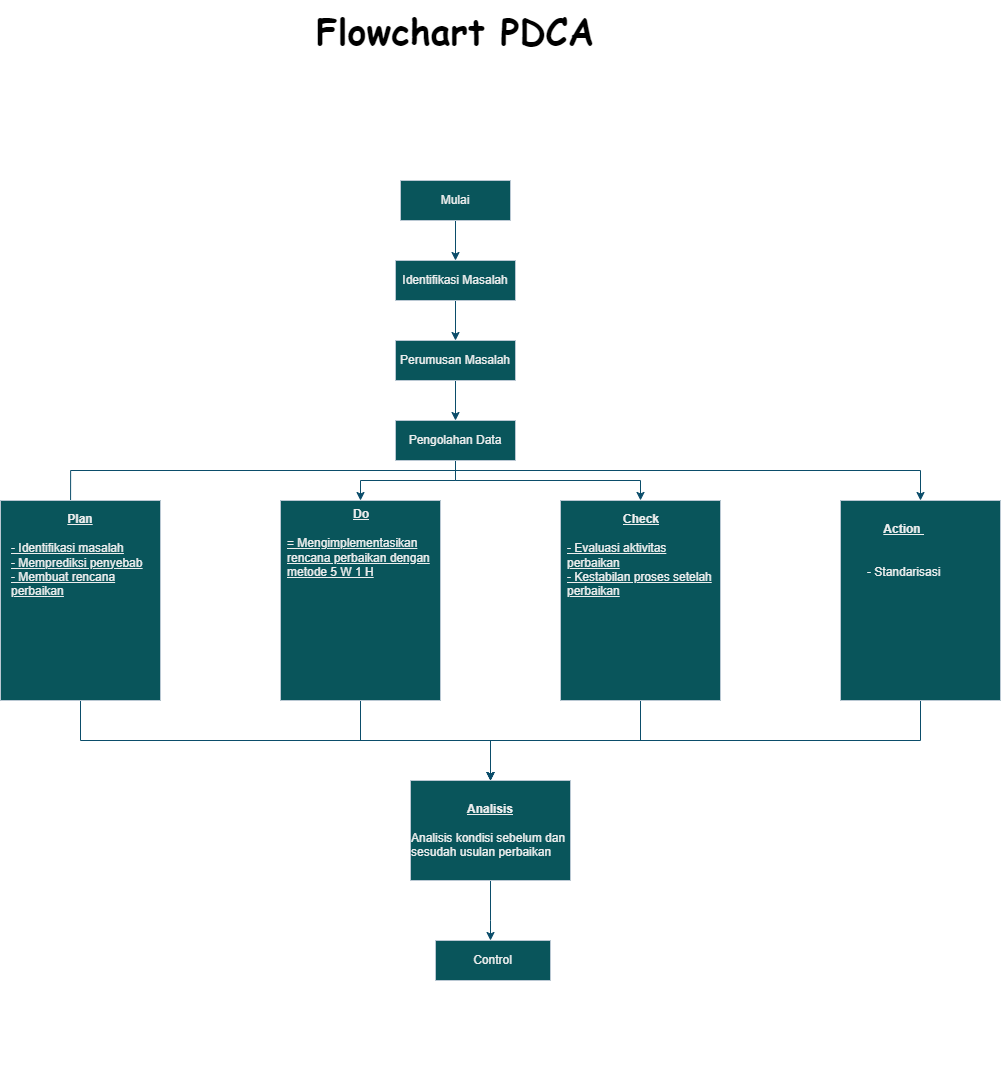 Flowchart PDCA
Mulai
Identifikasi Masalah
Perumusan Masalah
Pengolahan Data
Plan
- Identifikasi masalah
- Memprediksi penyebab
- Membuat rencana
perbaikan
Do
= Mengimplementasikan
rencana perbaikan dengan
metode 5 W 1 H
Check
- Evaluasi aktivitas
perbaikan
- Kestabilan proses setelah
perbaikan
Action
- Standarisasi
Analisis
Analisis kondisi sebelum dan
sesudah usulan perbaikan
Control